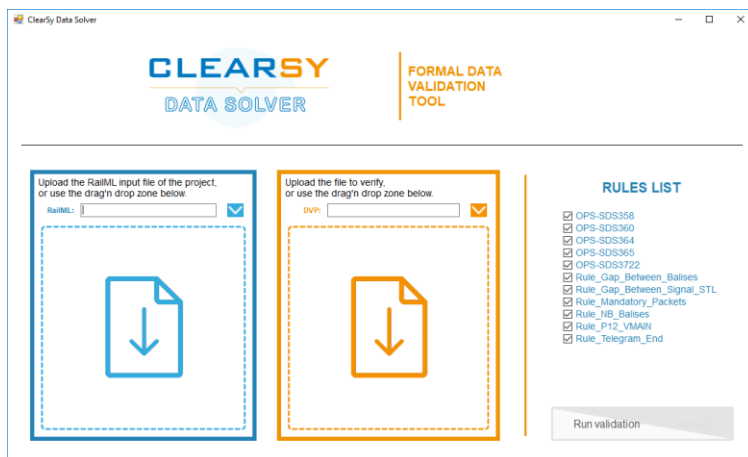 ClearSy Data Solver
CLEARSY
DATA SOLVER
FORMAL DATA
VALIDATION
TOOL
Upload the RailML input file of the project,
or use the drag'n drop zone below.
RailML:
Upload the file to verify,
or use the drag'n drop zone below.
DVP:
RULES LIST
OPS-SDS358
OPS-SDS360
OPS-SDS364
OPS-SDS365
OPS-SDS3722
Rule_Gap_Between_Balises
Rule_Gap_Between_Signal_STL
Rule_Mandatory_Packets
Rule_NB_Balises
Rule_P12_VMAIN
Rule_Telegram_End
Run validation